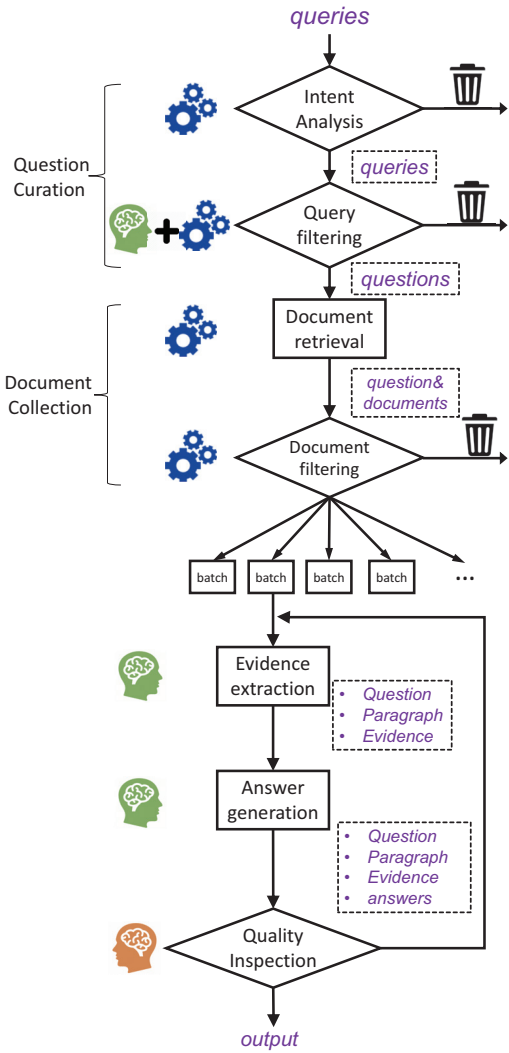 queries
Intent
Analysis
queries
Question
Curation
Query
filtering
questions
Document
retrieval
Document
Collection
question&
documents
Document
filtering
batch
batch
batch
batch
...
Evidence
extraction
• Question
• Paragraph
• Evidence
Answer
generation
• Question
• Paragraph
• Evidence
• answers
Quality
Inspection
output